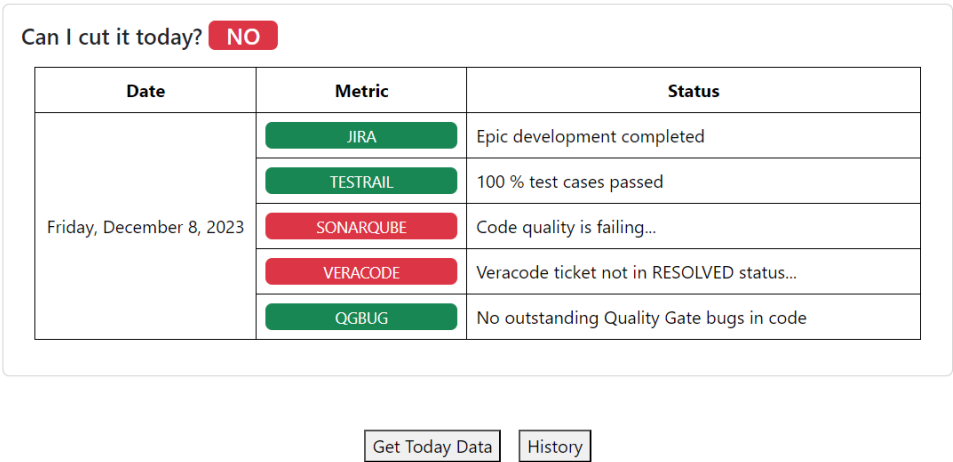 Can I cut it today? NO
Date Metric Status
JIRA Epic development completed
TESTRAIL 100 % test cases passed
Friday, December 8, 2023 SONARQUBE Code quality is failing...
VERACODE Veracode ticket not in RESOLVED status...
QGBUG No outstanding Quality Gate bugs in code
Get Today Data History